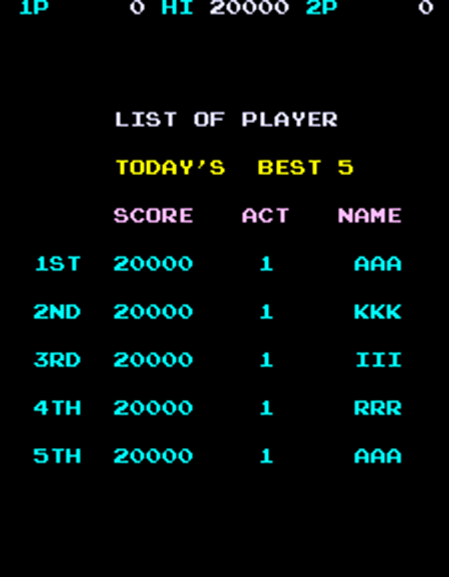 1P 0 HI 20000 2P 0
LIST OF PLAYER
TODAY'S BEST 5
SCORE ACT NAME
1ST 20000 1 AAA
2ND 20000 1 KKK
3RD 20000 1 III
4TH 20000 1 RRR
5TH 20000 1 AAA